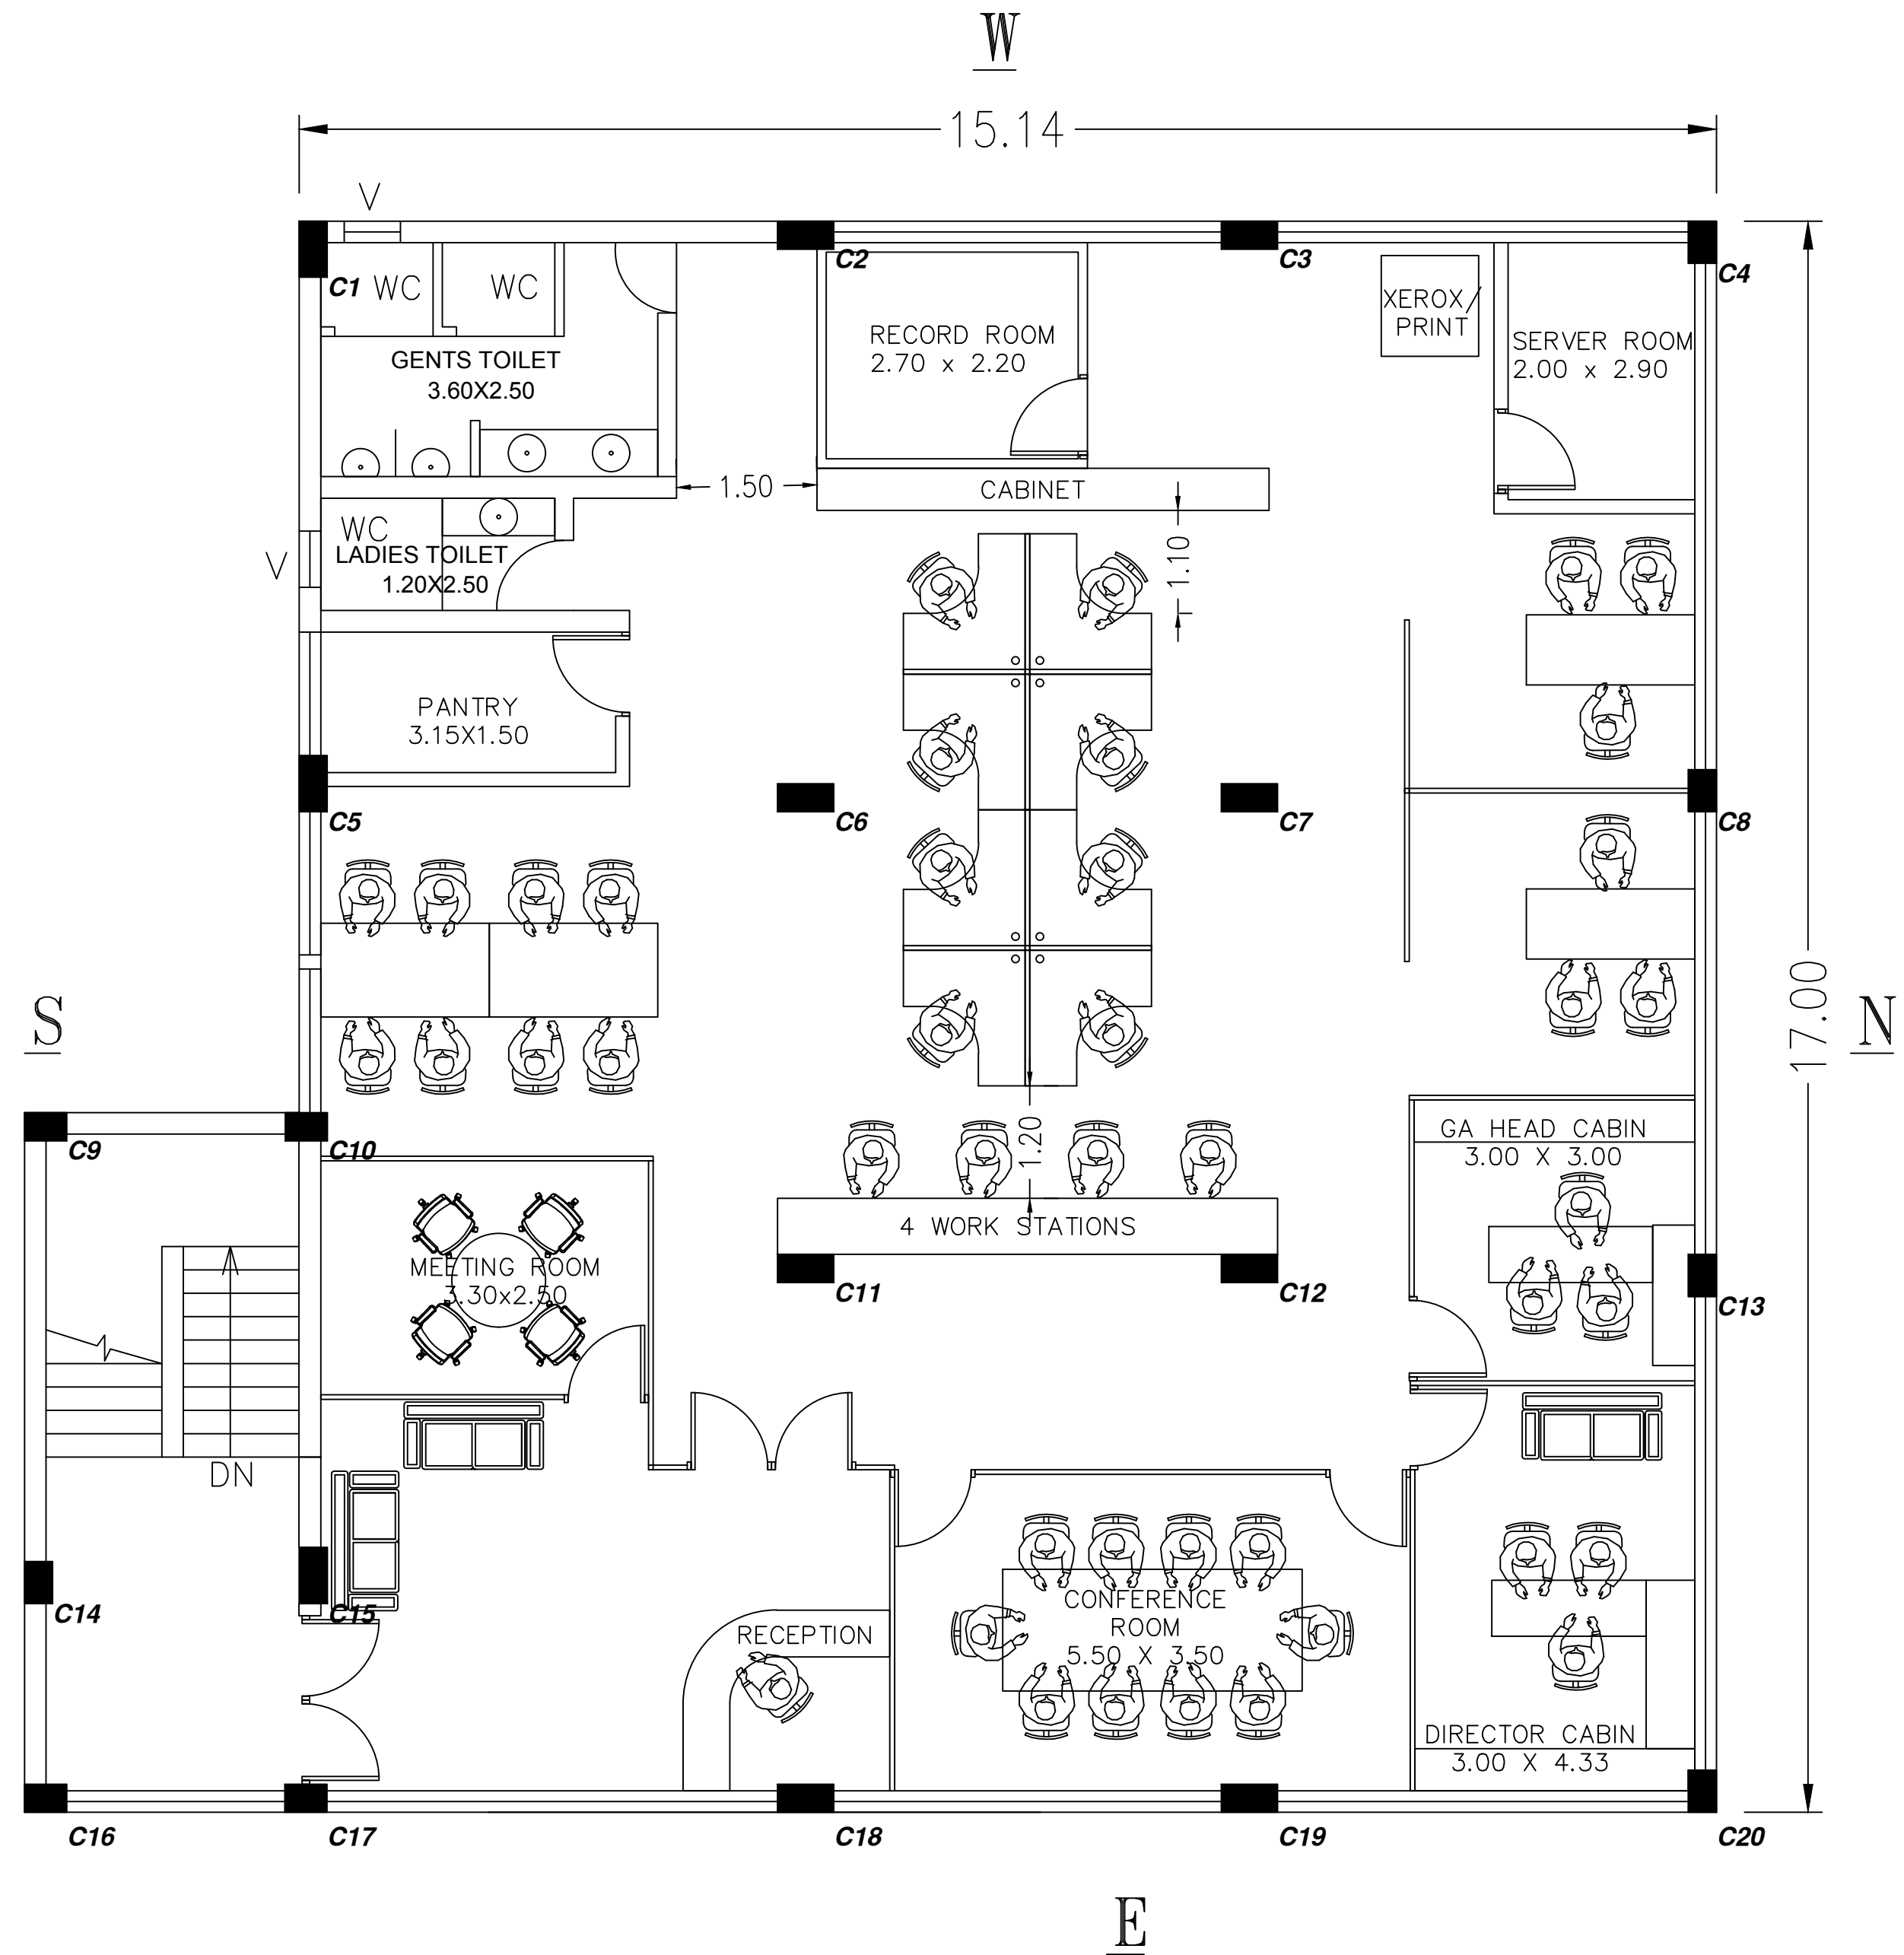 W
15.14
V
C1
WC
WC
C2
C3
C4
XEROX/
PRINT
RECORD ROOM
2.70 x 2.20
SERVER ROOM
2.00 x 2.90
GENTS TOILET
3.60X2.50
1.50
CABINET
WC
LADIES TOILET
1.20X2.50
V
1.10
PANTRY
3.15X1.50
C5
C6
C7
C8
S
17.00
N
C9
C10
1.20
GA HEAD CABIN
3.00 X 3.00
4 WORK STATIONS
MEETING ROOM
3.30x2.50
C11
C12
C13
DN
C14
C15
RECEPTION
CONFERENCE
ROOM
5.50 X 3.50
DIRECTOR CABIN
3.00 X 4.33
C16
C17
C18
C19
C20
E